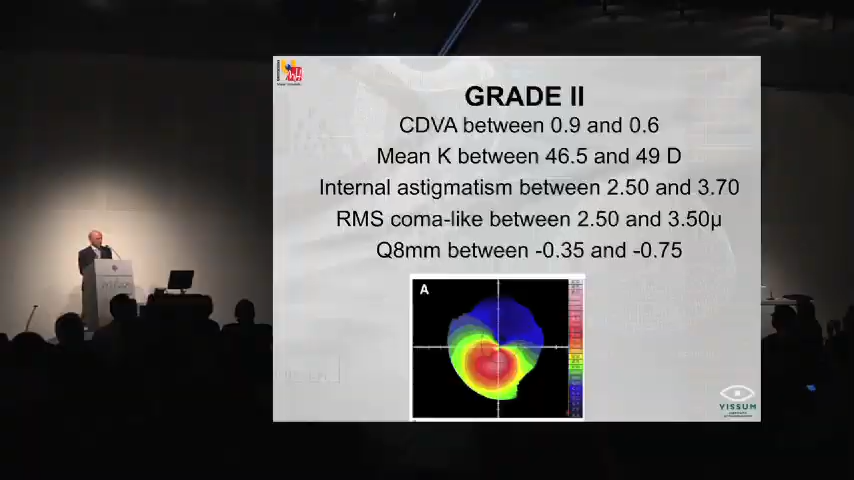 GRADE II
CDVA between 0.9 and 0.6
Mean K between 46.5 and 49 D
Internal astigmatism between 2.50 and 3.70
RMS coma-like between 2.50 and 3.50µ
Q8mm between -0.35 and -0.75
A
VISSUM